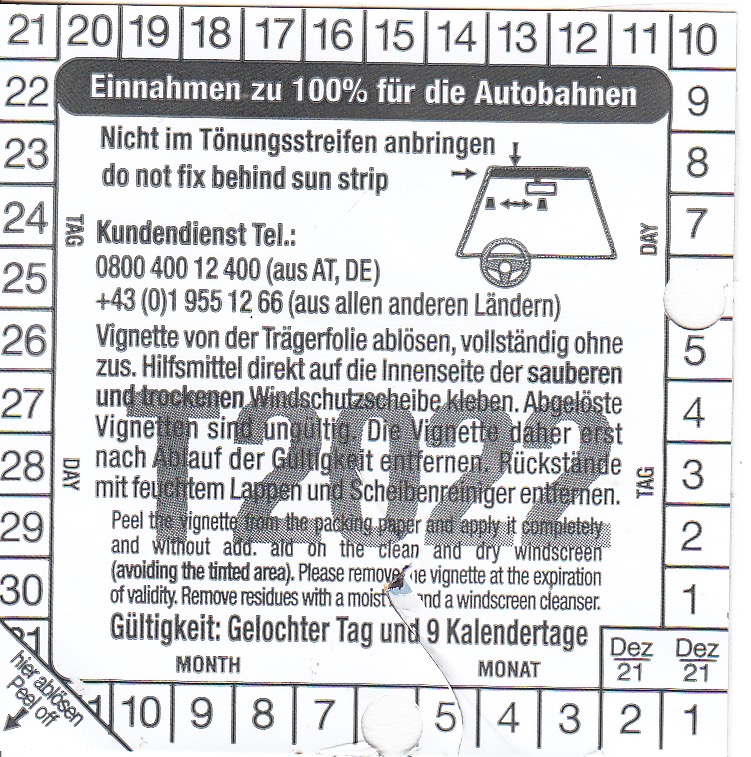 21 20 19 18 17 16 15 14 13 12 11 10
22
23
24
25
26
27
28
29
30
31
9
8
7
5
4
3
2
1
TAG
DAY
DAY
TAG
Einnahmen zu 100% für die Autobahnen
Nicht im Tönungsstreifen anbringen
do not fix behind sun strip
Kundendienst Tel.:
0800 400 12 400 (aus AT, DE)
+43 (0)1 955 12 66 (aus allen anderen Ländern)
Vignette von der Trägerfolie ablösen, vollständig ohne
zus. Hilfsmittel direkt auf die Innenseite der sauberen
und trockenen Windschutzscheibe kleben. Abgelöste
Vignetten sind ungültig. Die Vignette daher erst
nach Ablauf der Gültigkeit entfernen. Rückstände
mit feuchtem Lappen und Scheibenreiniger entfernen.
T2022
Peel the vignette from the packing paper and apply it completely
and without add. aid on the clean and dry windscreen
(avoiding the tinted area). Please remove vignette at the expiration
of validity. Remove residues with a moist and a windscreen cleanser.
Gültigkeit: Gelochter Tag und 9 Kalendertage
MONTH MONAT
Dez 21 Dez 21
hier ablösen
Peel off
10 9 8 7 5 4 3 2 1